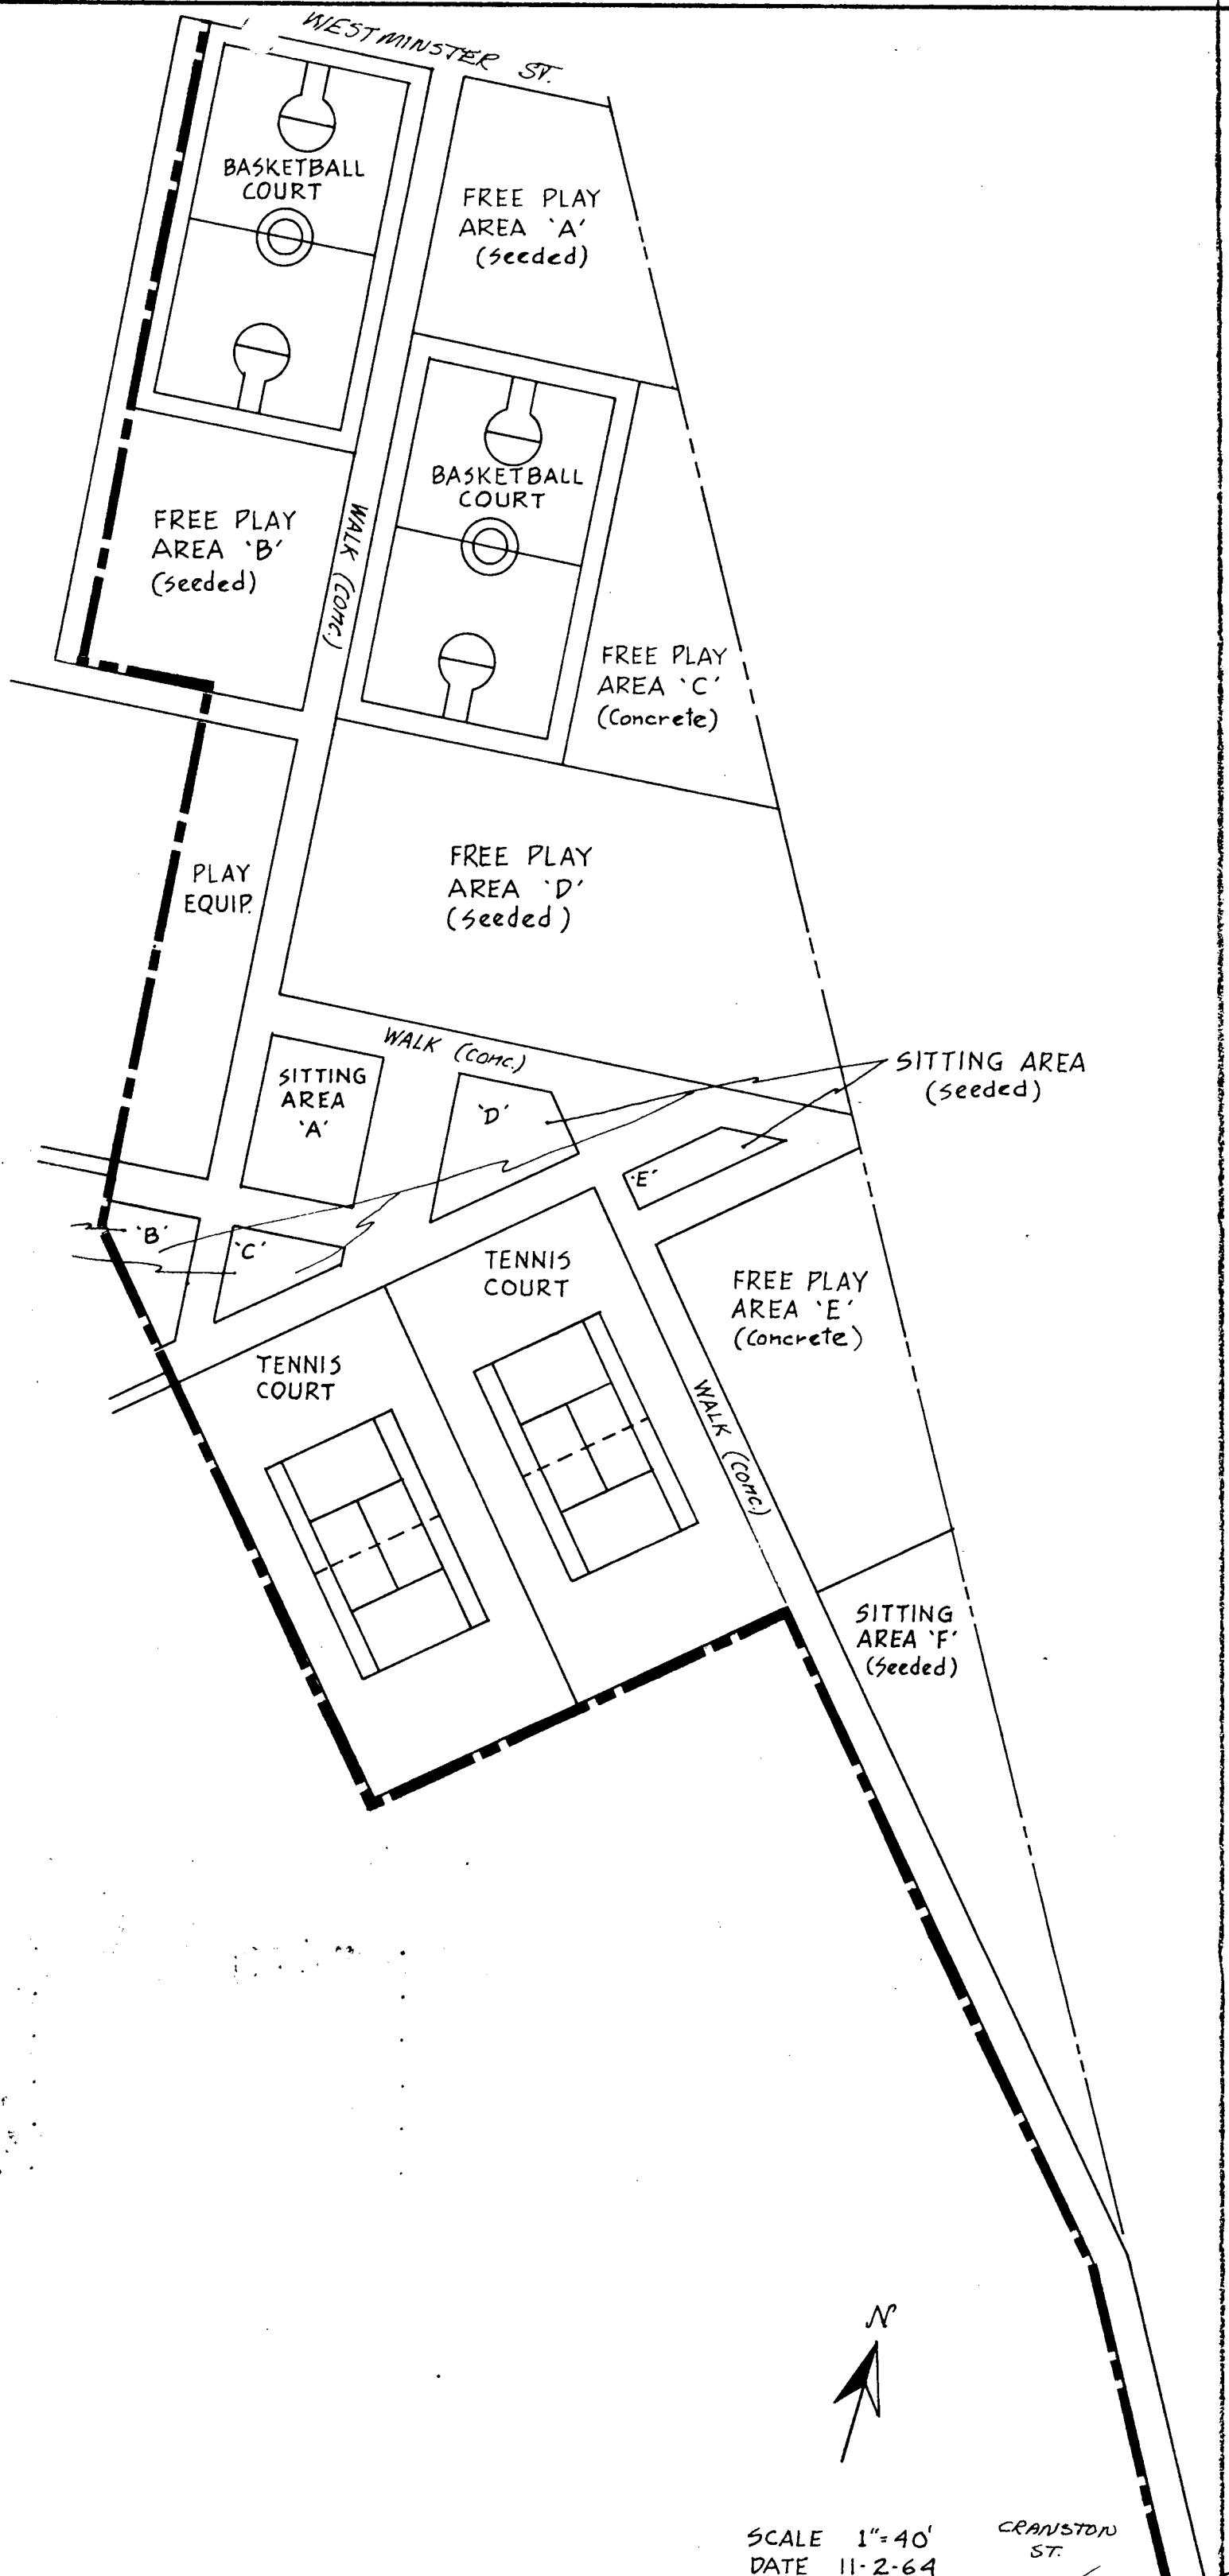 WESTMINSTER ST.
BASKETBALL
COURT
FREE PLAY
AREA 'A'
(seeded)
BASKETBALL
COURT
FREE PLAY
AREA 'B'
(seeded)
WALK (CONC.)
FREE PLAY
AREA 'C'
(Concrete)
FREE PLAY
AREA 'D'
(seeded)
PLAY
EQUIP.
WALK (CONC.)
SITTING AREA
(seeded)
SITTING
AREA
'A'
'D'
'E'
'B'
'C'
TENNIS
COURT
FREE PLAY
AREA 'E'
(Concrete)
TENNIS
COURT
WALK (CONC.)
SITTING
AREA 'F'
(Seeded)
N
SCALE 1"=40'
DATE 11-2-64
CRANSTON
ST.